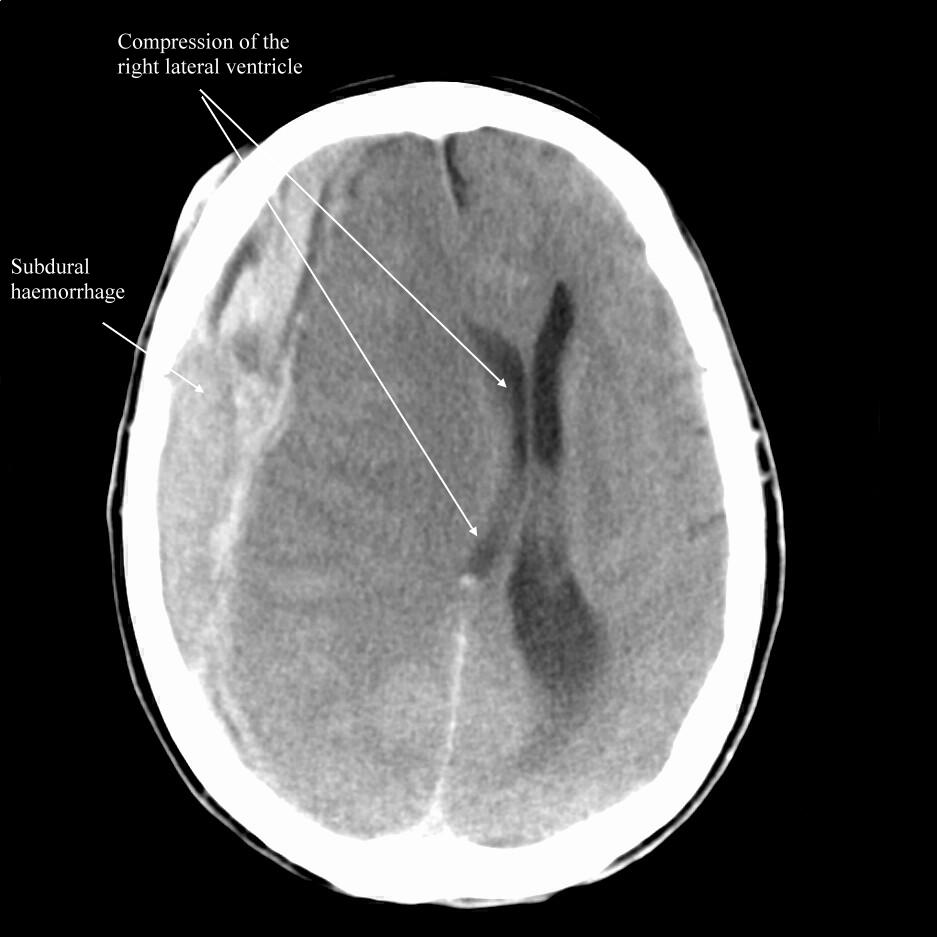 Compression of the
right lateral ventricle
Subdural
haemorrhage